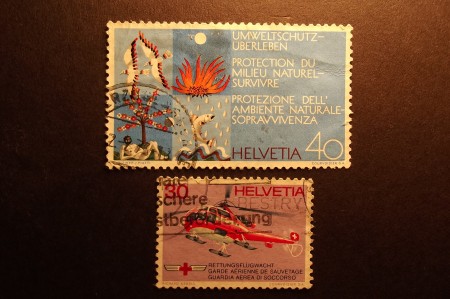 UMWELTSCHUTZ-
ÜBERLEBEN
PROTECTION DU
MILIEU NATUREL-
SURVIVRE
PROTEZIONE DELL'
AMBIENTE NATURALE-
SOPRAVVIVENZA
HELVETIA 40
30 HELVETIA
RETTUNGSFLUGWACHT
GARDE AÉRIENNE DE SAUVETAGE
GUARDIA AEREA DI SOCCORSO